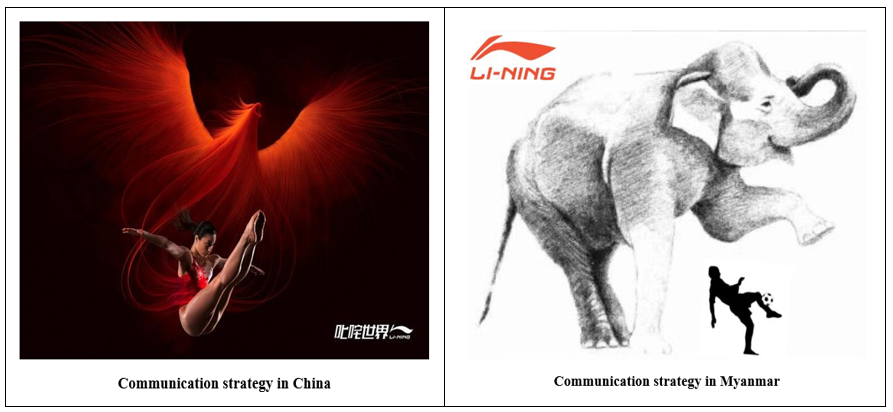 叱咤世界 LI-NING
Communication strategy in China
LI-NING
Communication strategy in Myanmar